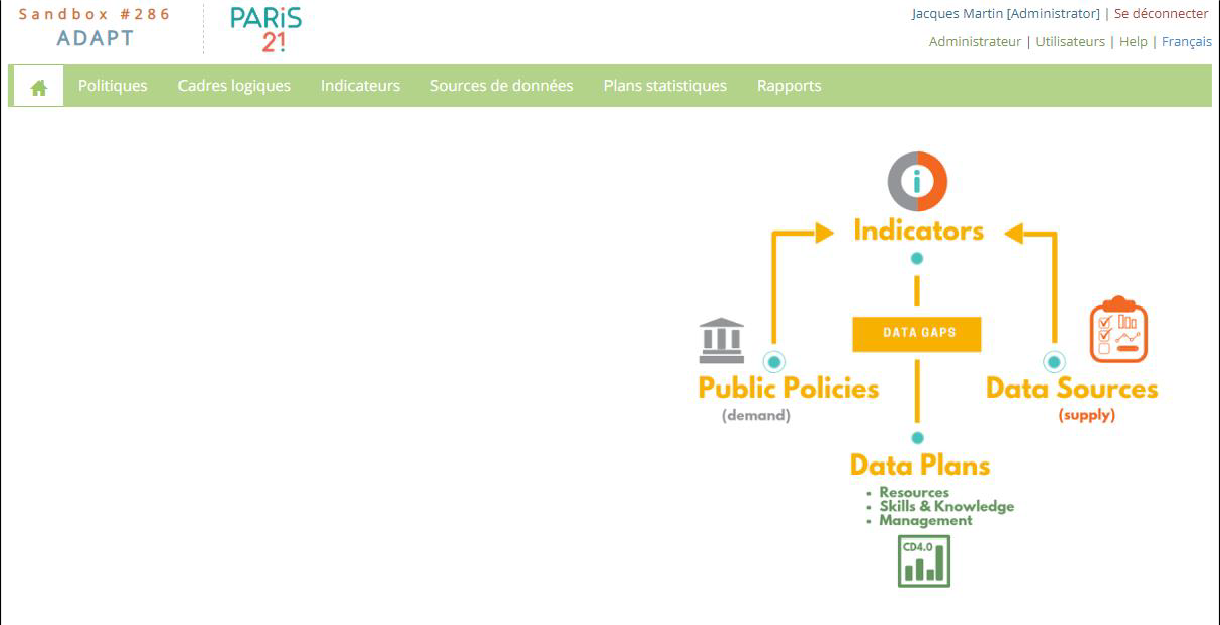 Sandbox #286
ADAPT
PARiS
21
Jacques Martin [Administrator] | Se déconnecter
Administrateur | Utilisateurs | Help | Français
Politiques Cadres logiques Indicateurs Sources de données Plans statistiques Rapports
i
Indicators
DATA GAPS
Public Policies
(demand)
Data Sources
(supply)
Data Plans
• Resources
• Skills & Knowledge
• Management
CD4.0